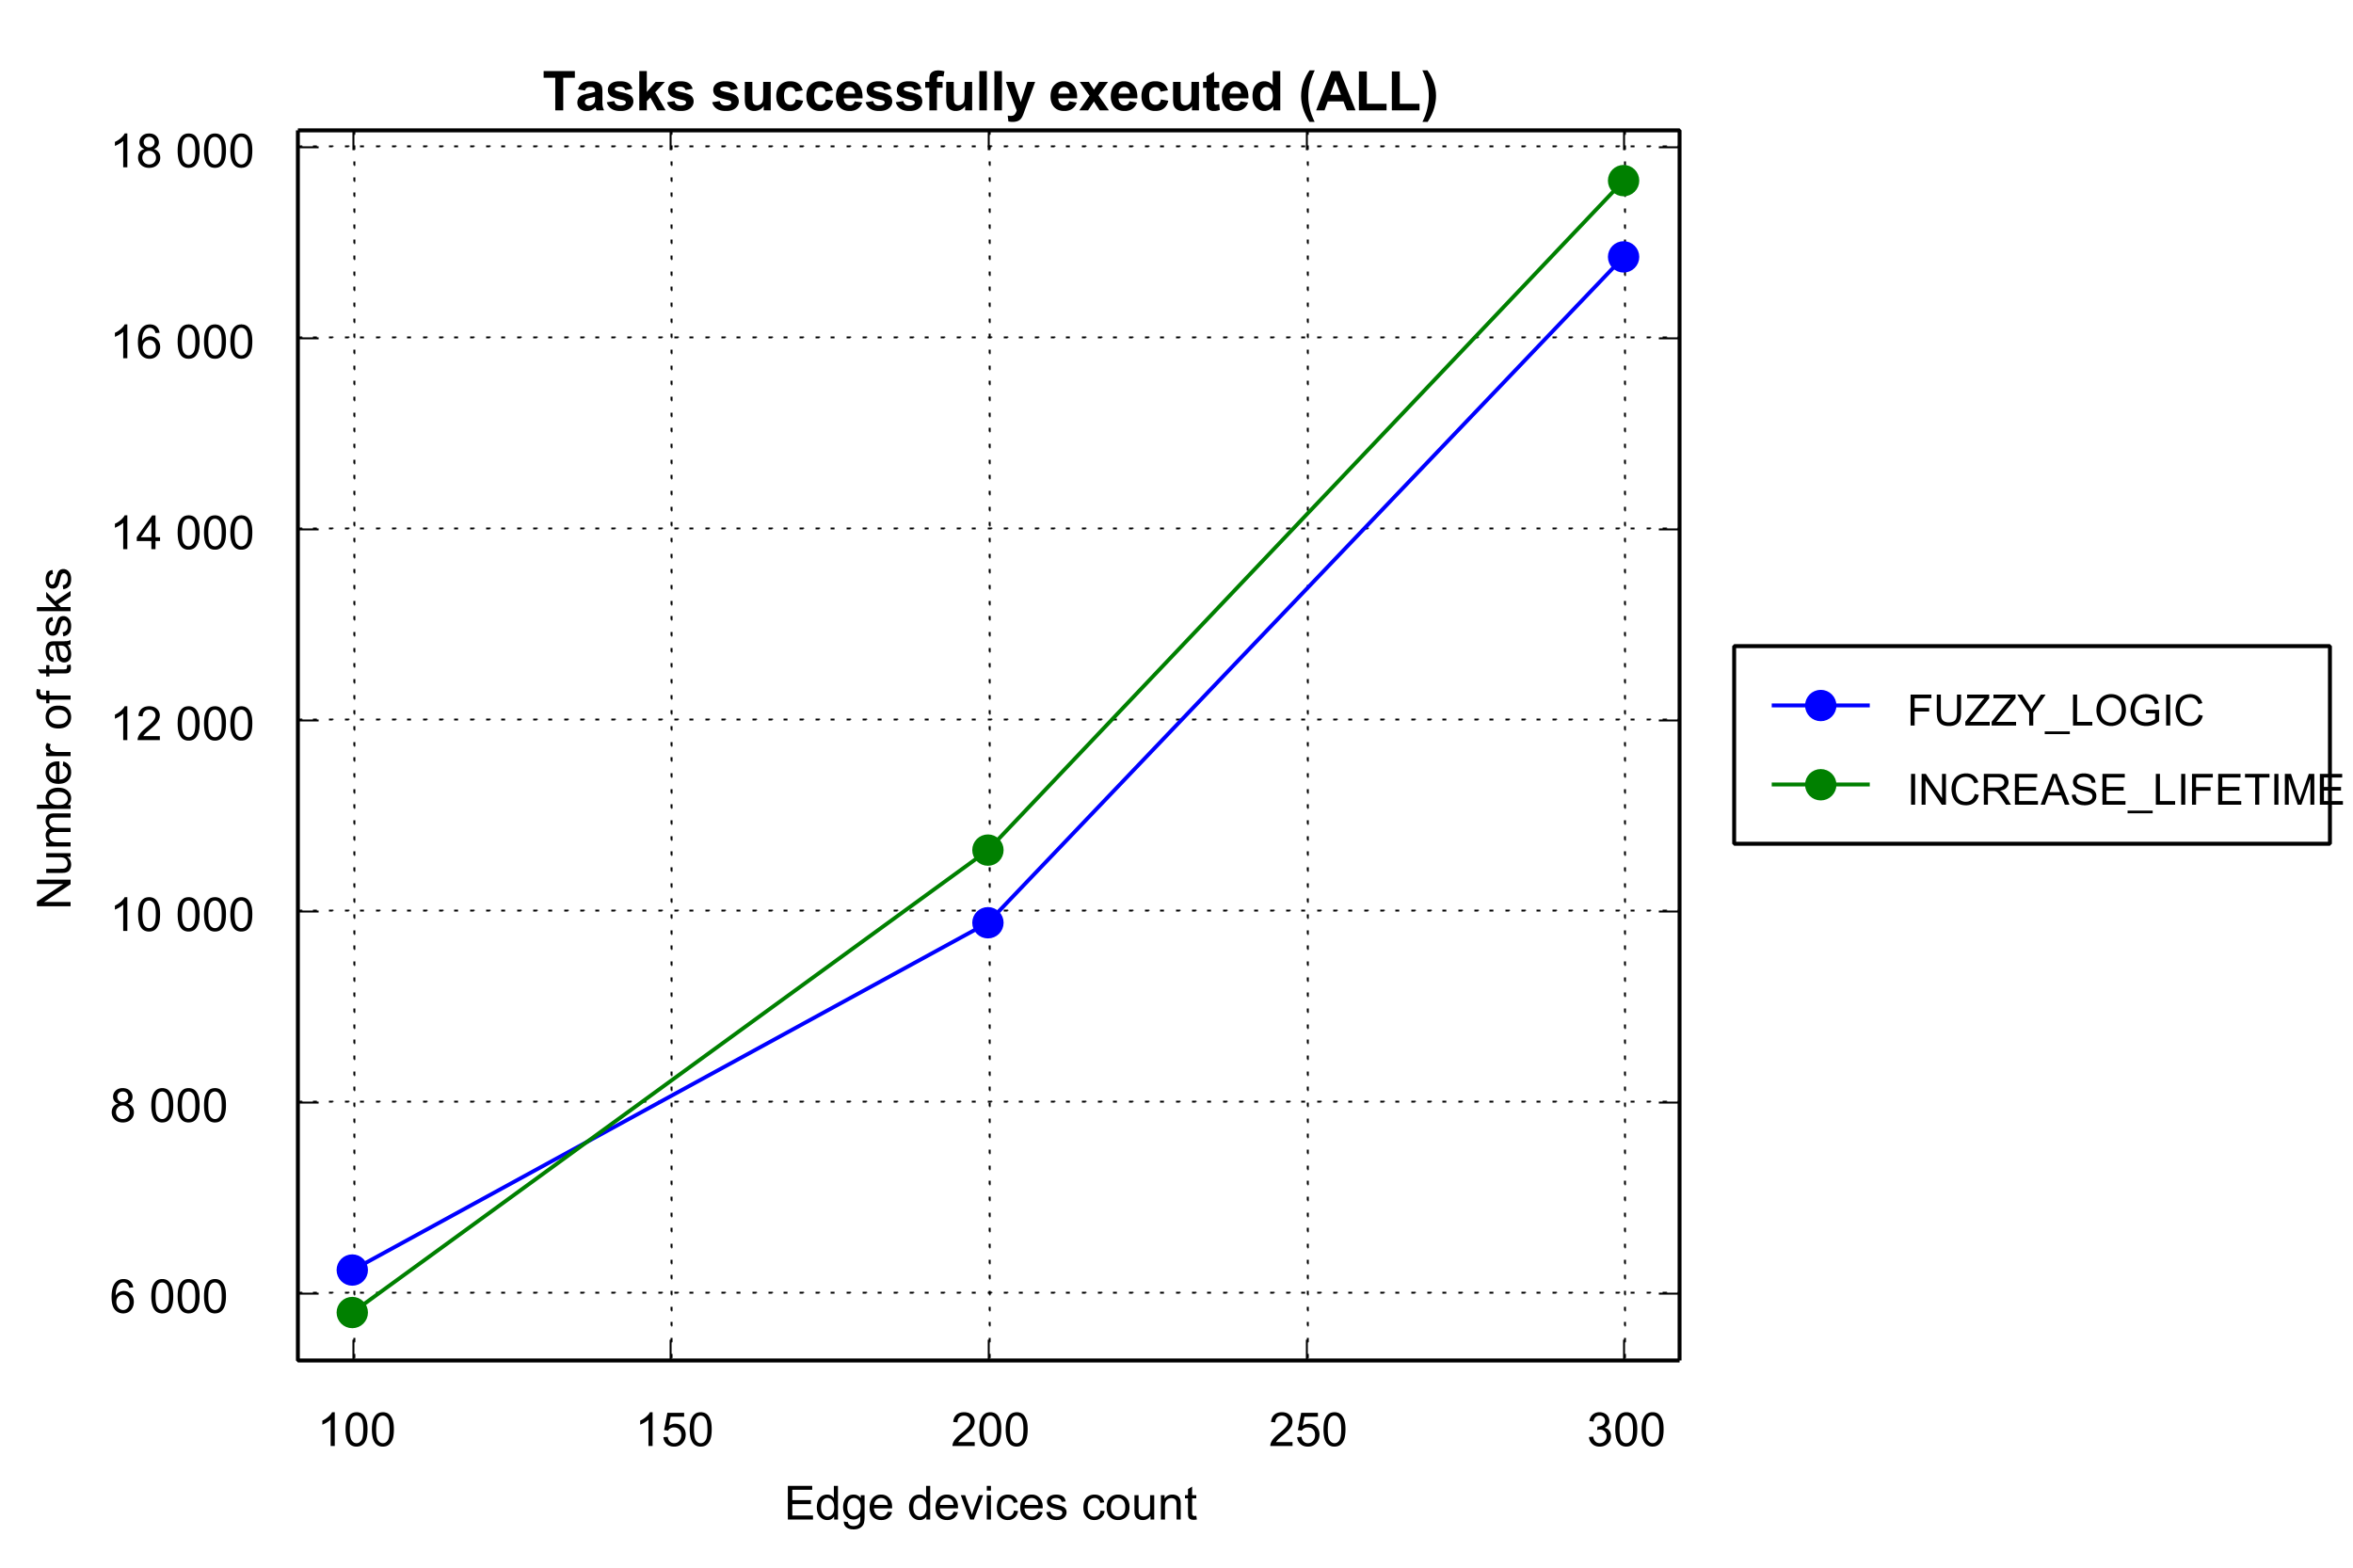 Tasks successfully executed (ALL)
18 000
16 000
14 000
12 000
10 000
8 000
6 000
Number of tasks
100 150 200 250 300
Edge devices count
FUZZY_LOGIC
INCREASE_LIFETIME